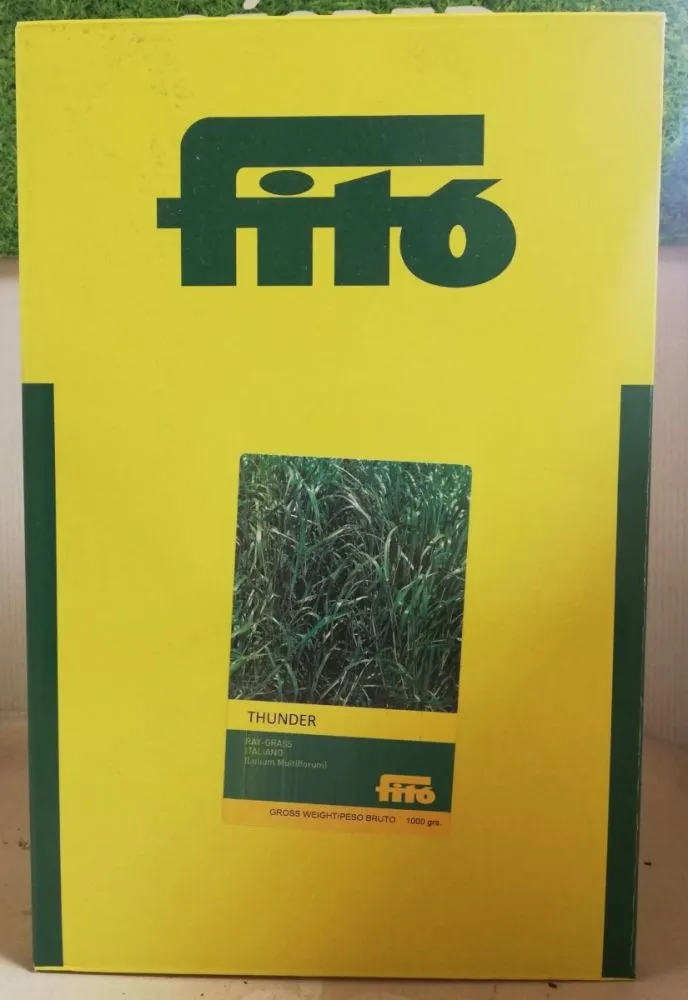 fitó
THUNDER
RAY-GRASS
ITALIANO
(Lolium Multiflorum)
fitó
GROSS WEIGHT/PESO BRUTO 1000 grs.